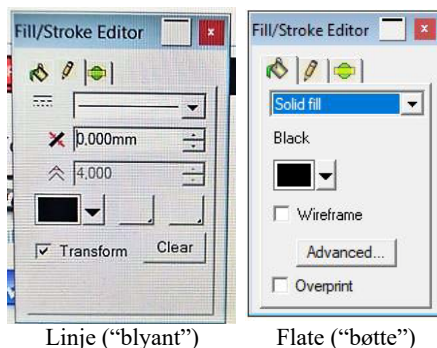 Fill/Stroke Editor
0,000mm
4,000
Transform
Clear
Linje (“blyant”)
Fill/Stroke Editor
Solid fill
Black
Wireframe
Advanced...
Overprint
Flate (“bøtte”)